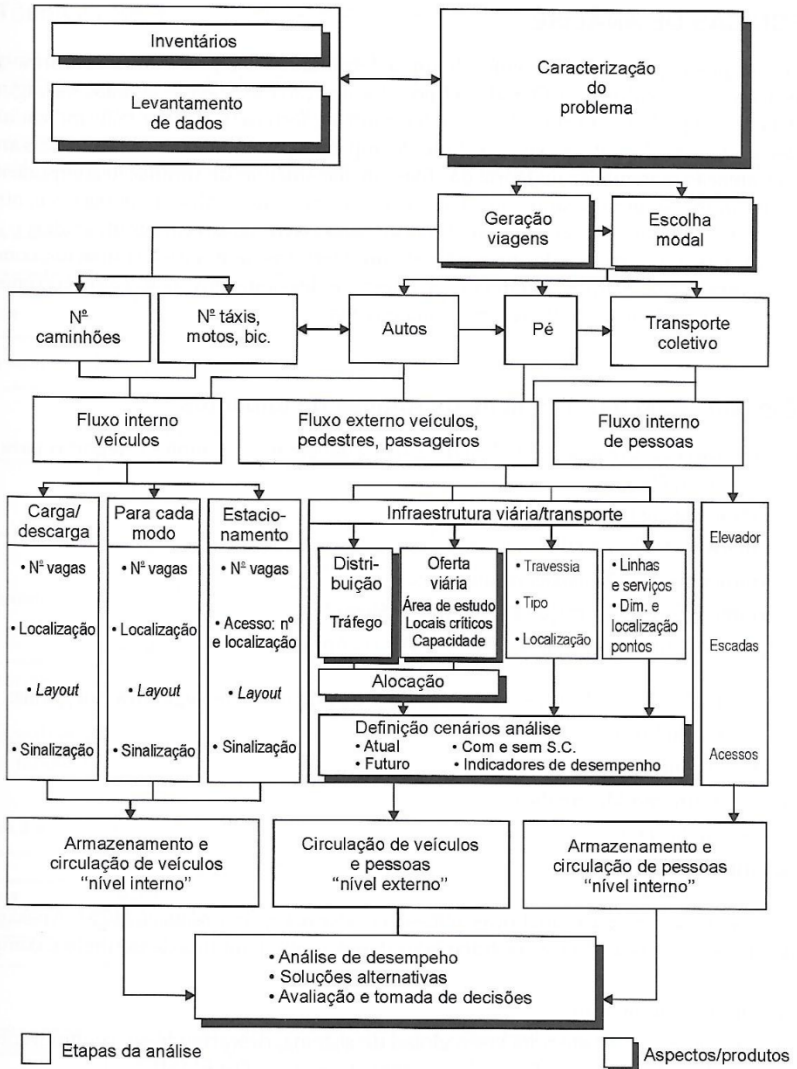 Inventários
Levantamento
de dados
Caracterização
do
problema
Geração
viagens
Escolha
modal
Nº
caminhões
Nº táxis,
motos, bic.
Autos
Pé
Transporte
coletivo
Fluxo interno
veículos
Fluxo externo veículos,
pedestres, passageiros
Fluxo interno
de pessoas
Carga/
descarga
• Nº vagas
• Localização
• Layout
• Sinalização
Para cada
modo
• Nº vagas
• Localização
• Layout
• Sinalização
Estacio-
namento
• Nº vagas
• Acesso: nº
e localização
• Layout
• Sinalização
Infraestrutura viária/transporte
Distribuição
Tráfego
Oferta
viária
Área de estudo
Locais críticos
Capacidade
• Travessia
• Tipo
• Localização
• Linhas
e serviços
• Dim. e
localização
pontos
Alocação
Definição cenários análise
• Atual
• Com e sem S.C.
• Futuro
• Indicadores de desempenho
Elevador
Escadas
Acessos
Armazenamento e
circulação de veículos
“nível interno”
Circulação de veículos
e pessoas
“nível externo”
Armazenamento e
circulação de pessoas
“nível interno”
• Análise de desempeho
• Soluções alternativas
• Avaliação e tomada de decisões
Etapas da análise
Aspectos/produtos